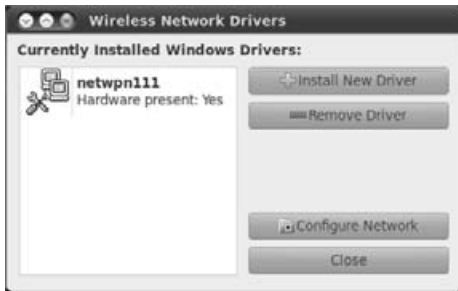 Wireless Network Drivers
Currently Installed Windows Drivers:
netwpn111
Hardware present: Yes
Install New Driver
Remove Driver
Configure Network
Close